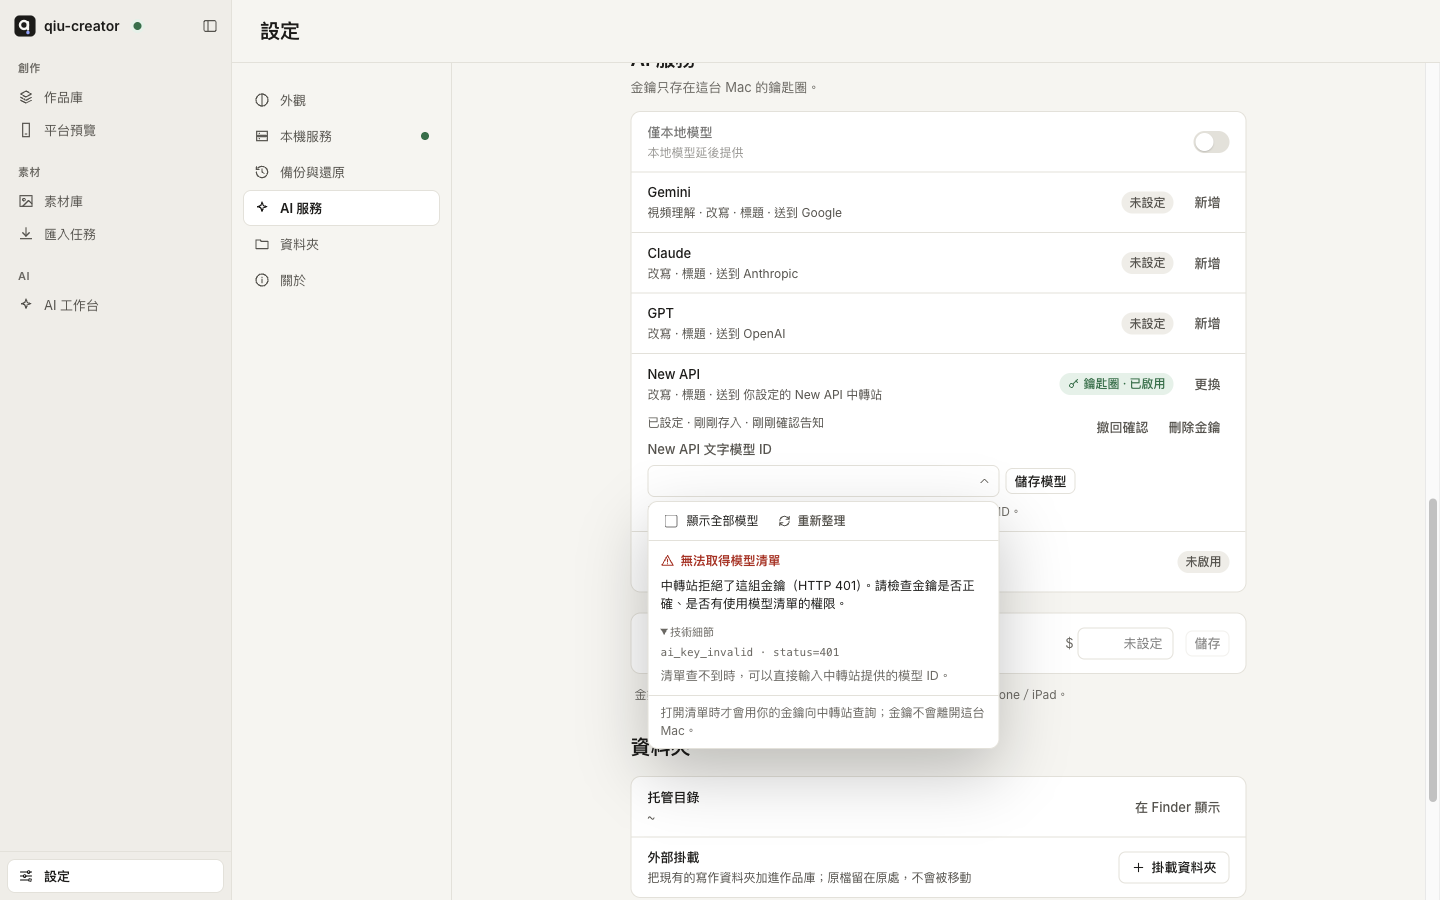 qiu-creator
創作
作品庫
平台預覽
素材
素材庫
匯入任務
AI
AI 工作台
設定
設定
外觀
本機服務
備份與還原
AI 服務
資料夾
關於
AI 服務
金鑰只存在這台 Mac 的鑰匙圈。
僅本地模型
本地模型延後提供
Gemini
視頻理解 · 改寫 · 標題 · 送到 Google
未設定
新增
Claude
改寫 · 標題 · 送到 Anthropic
未設定
新增
GPT
改寫 · 標題 · 送到 OpenAI
未設定
新增
New API
改寫 · 標題 · 送到 你設定的 New API 中轉站
鑰匙圈 · 已啟用
更換
已設定 · 剛剛存入 · 剛剛確認告知
撤回確認
刪除金鑰
New API 文字模型 ID
儲存模型
ID。
顯示全部模型
重新整理
無法取得模型清單
中轉站拒絕了這組金鑰（HTTP 401）。請檢查金鑰是否正
確、是否有使用模型清單的權限。
▼技術細節
ai_key_invalid · status=401
清單查不到時，可以直接輸入中轉站提供的模型 ID。
打開清單時才會用你的金鑰向中轉站查詢；金鑰不會離開這台
Mac。
未啟用
$
未設定
儲存
金
one / iPad。
資料夾
托管目錄
~
在 Finder 顯示
外部掛載
把現有的寫作資料夾加進作品庫；原檔留在原處，不會被移動
掛載資料夾